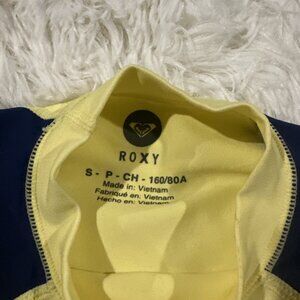 ROXY
S - P - CH - 160/80A
Made in: Vietnam
Fabriqué en: Vietnam
Hecho en: Vietnam